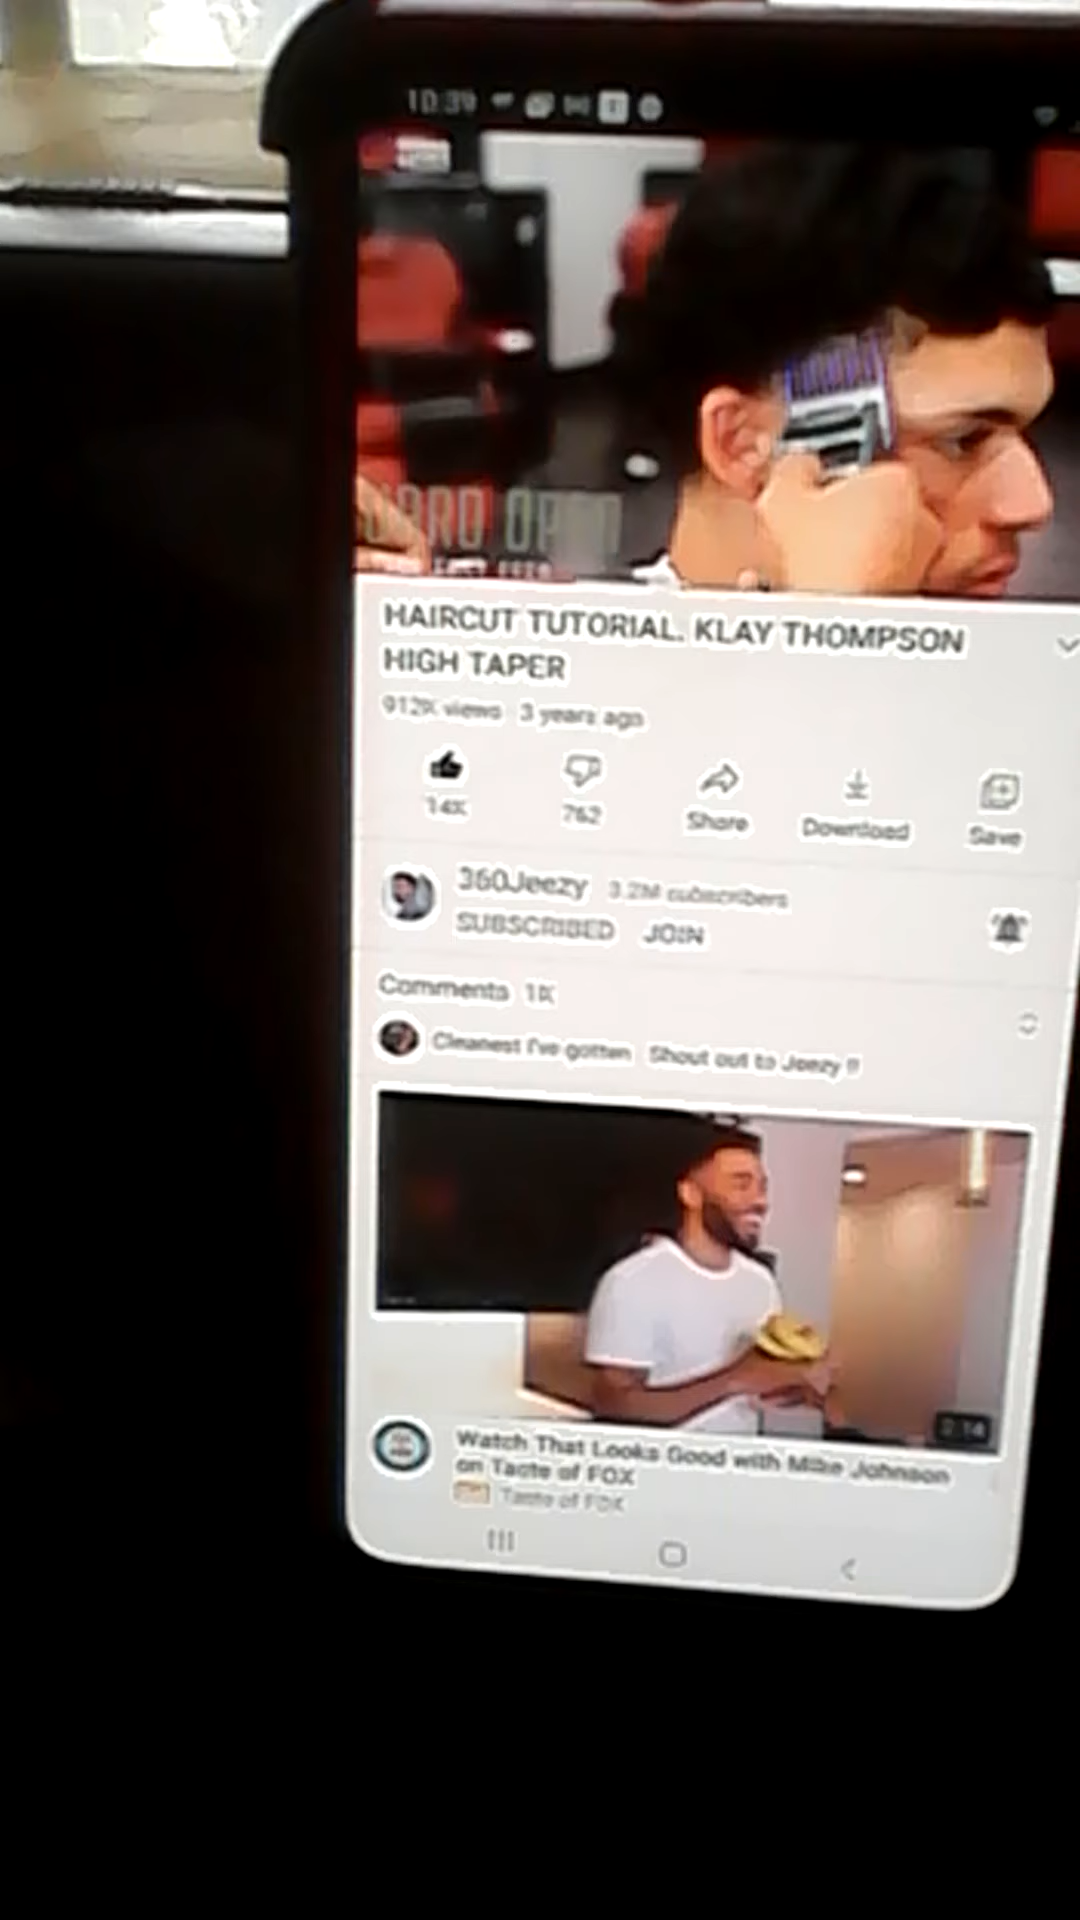 10:39
HAIRCUT TUTORIAL. KLAY THOMPSON
HIGH TAPER
912K views 3 years ago
14K
762
Share
Download
Save
360Jeezy 3.2M subscribers
SUBSCRIBED JOIN
Comments 1K
Cleanest I've gotten Shout out to Jeezy !!
2:14
Watch That Looks Good with Mike Johnson
on Taste of FOX
Taste of FOX